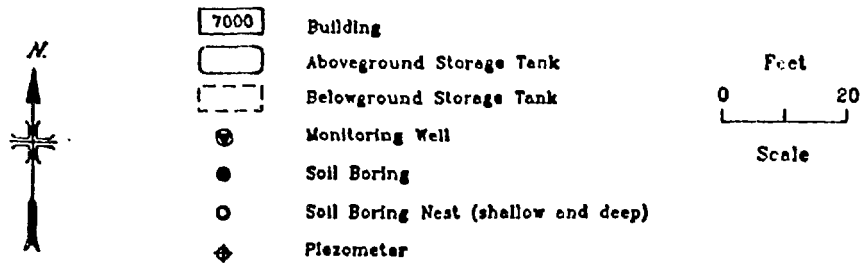 N.
7000 Building
Aboveground Storage Tank
Belowground Storage Tank
Monitoring Well
Soil Boring
Soil Boring Nest (shallow and deep)
Piezometer
Feet
0 20
Scale